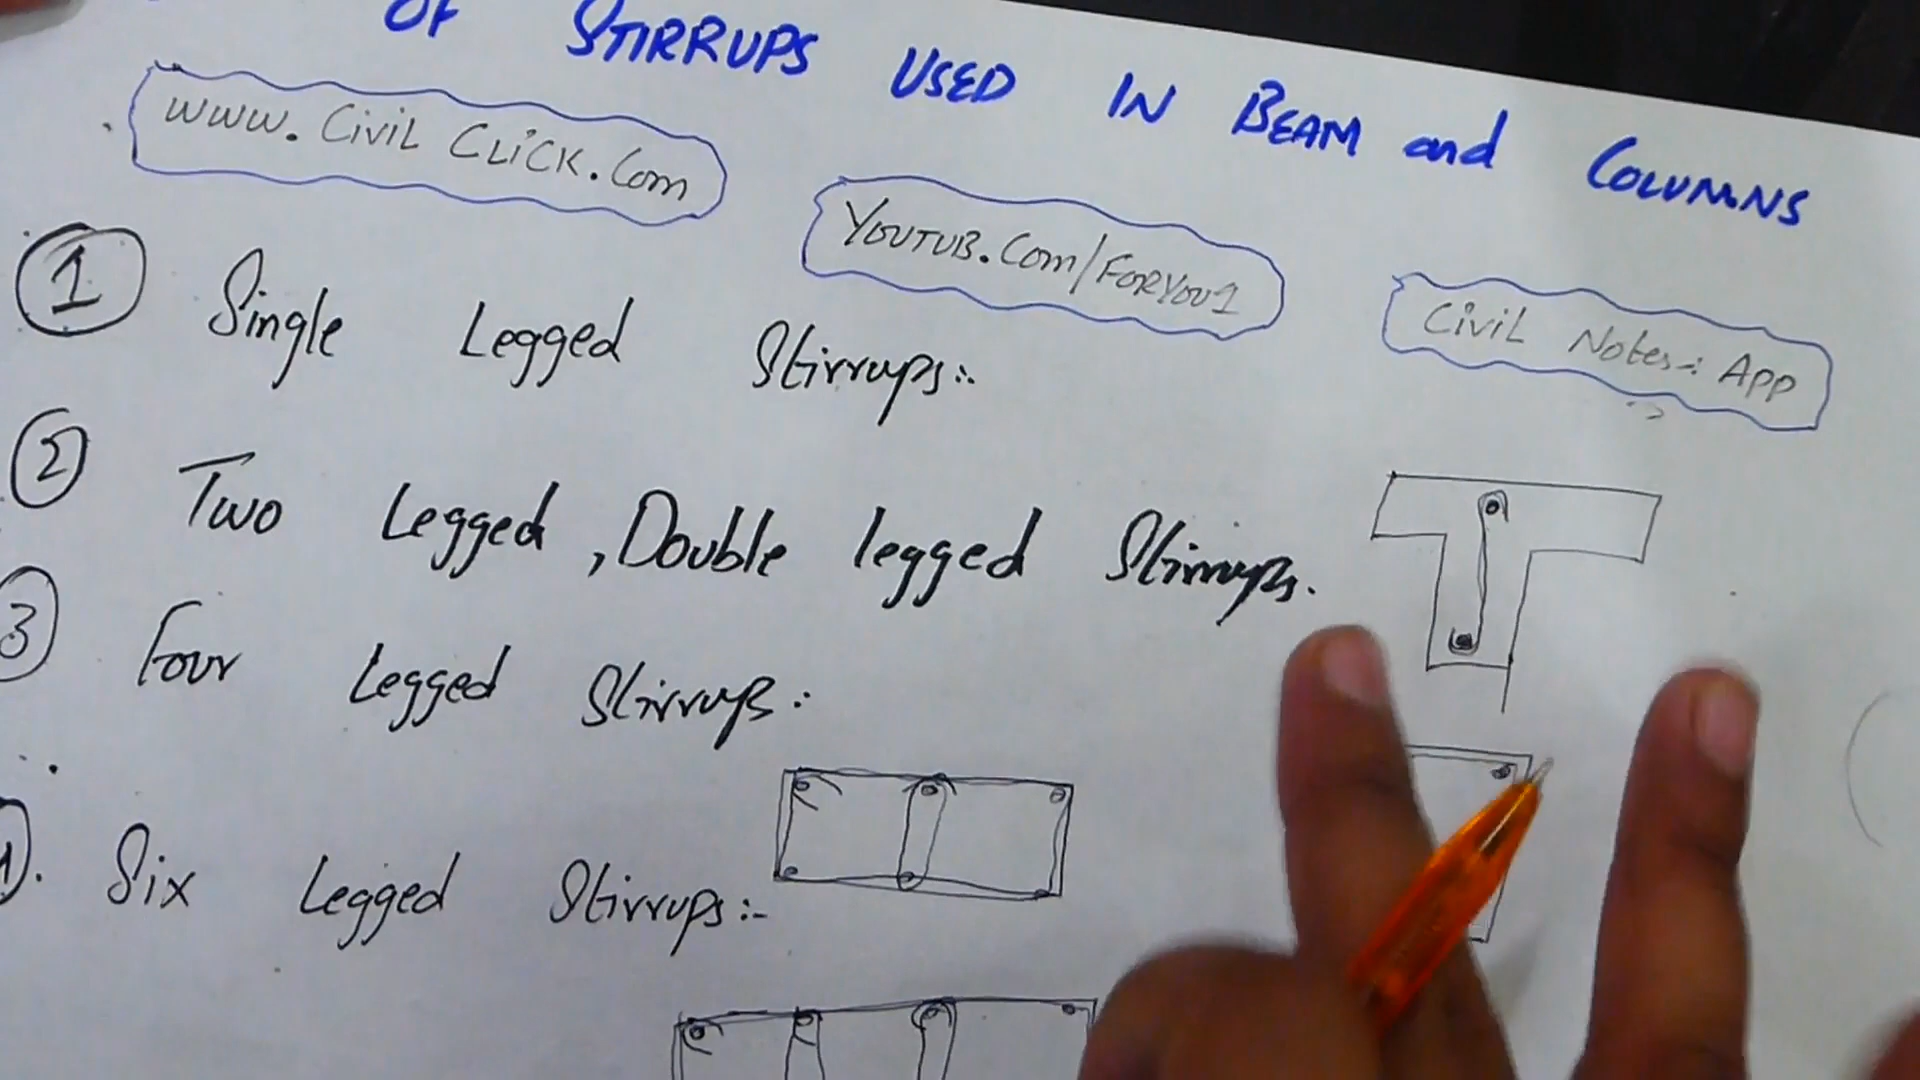 OF STIRRUPS USED IN BEAM and COLUMNS
www.Civil CLiCK.Com
YOUTUB.Com/FORYOU1
Civil Notes-: App
1 Single Legged Stirrups:-
2 Two Legged, Double legged Stirrups.
3 Four Legged Stirrups:
Six Legged Stirrups:-